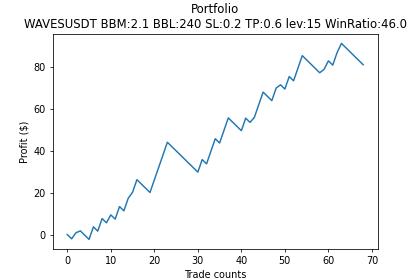 Portfolio
WAVESUSDT BBM:2.1 BBL:240 SL:0.2 TP:0.6 lev:15 WinRatio:46.0
Profit ($)
80
60
40
20
0
0 10 20 30 40 50 60 70
Trade counts